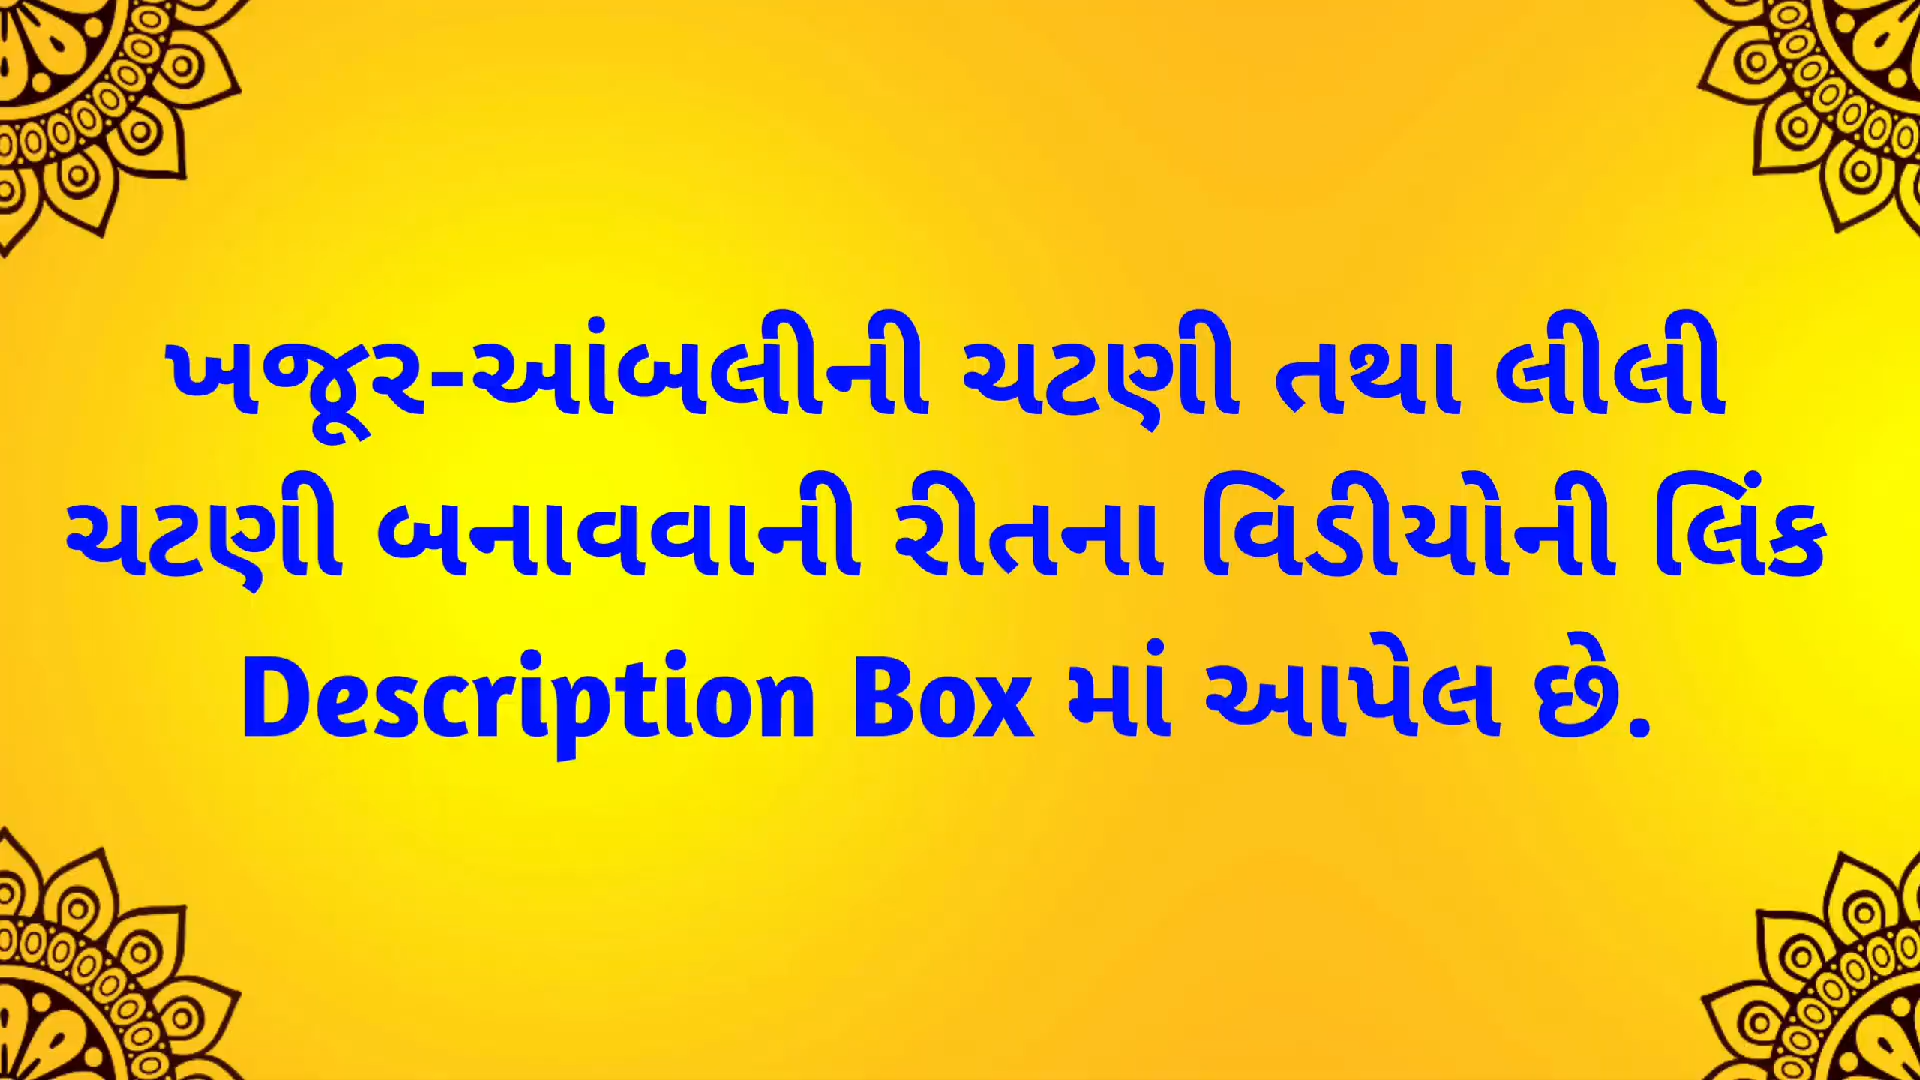 ખજૂર-આંબલીની ચટણી તથા લીલી
ચટણી બનાવવાની રીતના વિડીયોની લિંક
Description Box માં આપેલ છે.